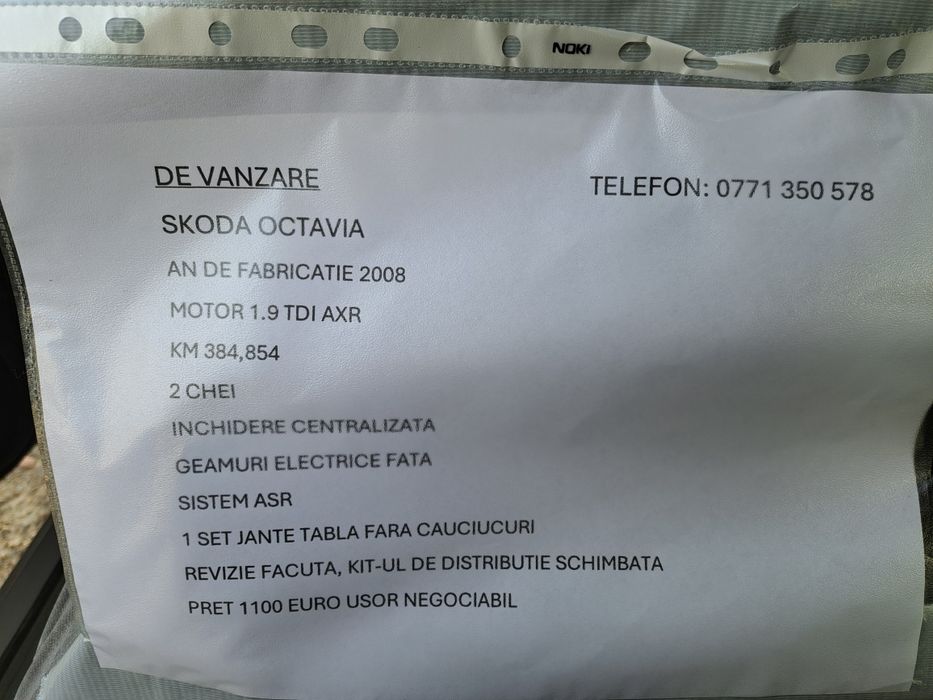 NOKI
DE VANZARE
TELEFON: 0771 350 578
SKODA OCTAVIA
AN DE FABRICATIE 2008
MOTOR 1.9 TDI AXR
KM 384,854
2 CHEI
INCHIDERE CENTRALIZATA
GEAMURI ELECTRICE FATA
SISTEM ASR
1 SET JANTE TABLA FARA CAUCIUCURI
REVIZIE FACUTA, KIT-UL DE DISTRIBUTIE SCHIMBATA
PRET 1100 EURO USOR NEGOCIABIL